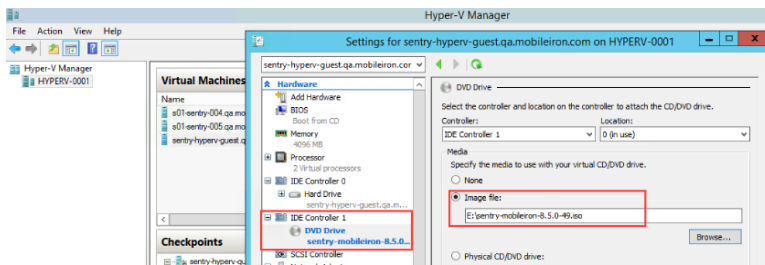 Hyper-V Manager
File Action View Help
Hyper-V Manager
HYPERV-0001
Virtual Machines
Name
s01-sentry-004.qa.mo
s01-sentry-005.qa.mo
sentry-hyperv-guest.q
Checkpoints
sentry-hyperv-gu
Settings for sentry-hyperv-guest.qa.mobileiron.com on HYPERV-0001
sentry-hyperv-guest.qa.mobileiron.cor
Hardware
Add Hardware
BIOS
Boot from CD
Memory
4096 MB
Processor
2 Virtual processors
IDE Controller 0
Hard Drive
sentry-hyperv-guest.qa.m...
IDE Controller 1
DVD Drive
sentry-mobileiron-8.5.0...
SCSI Controller
DVD Drive
Select the controller and location on the controller to attach the CD/DVD drive.
Controller: Location:
IDE Controller 1 0 (in use)
Media
Specify the media to use with your virtual CD/DVD drive.
None
Image file:
E:\sentry-mobileiron-8.5.0-49.iso
Browse...
Physical CD/DVD drive: